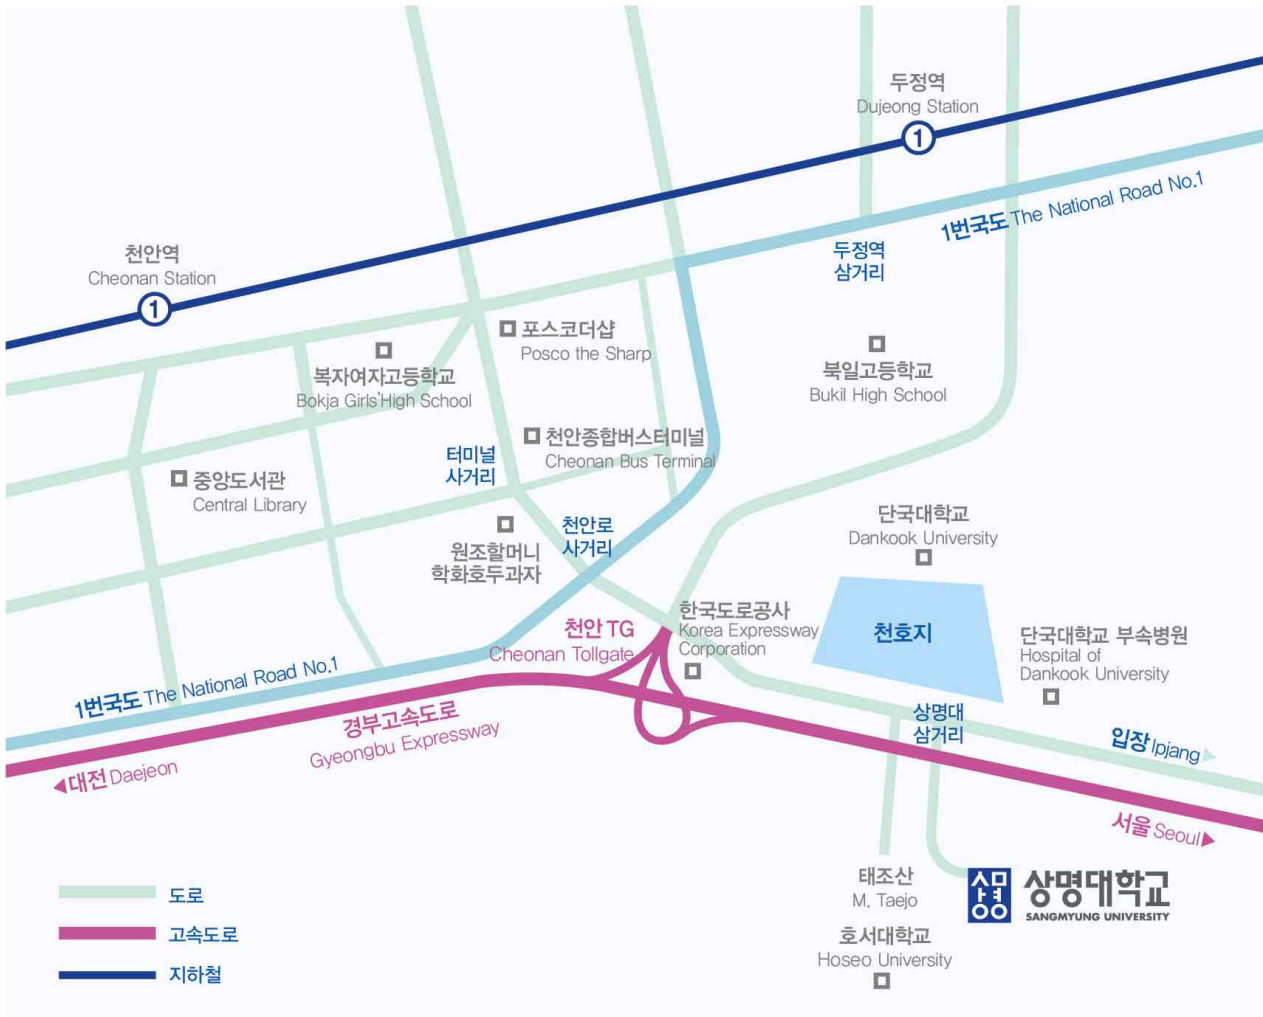 두정역
Dujeong Station
1
1번국도 The National Road No.1
천안역
Cheonan Station
1
두정역
삼거리
포스코더샵
Posco the Sharp
복자여자고등학교
Bokja Girls'High School
북일고등학교
Bukil High School
천안종합버스터미널
Cheonan Bus Terminal
터미널
사거리
중앙도서관
Central Library
천안로
사거리
원조할머니
학화호두과자
단국대학교
Dankook University
천안 TG
Cheonan Tollgate
한국도로공사
Korea Expressway
Corporation
천호지
단국대학교 부속병원
Hospital of
Dankook University
1번국도 The National Road No.1
경부고속도로
Gyeongbu Expressway
상명대
삼거리
입장 Ipjang
대전 Daejeon
서울 Seoul
태조산
M. Taejo
상명
상명대학교
SANGMYUNG UNIVERSITY
호서대학교
Hoseo University
도로
고속도로
지하철